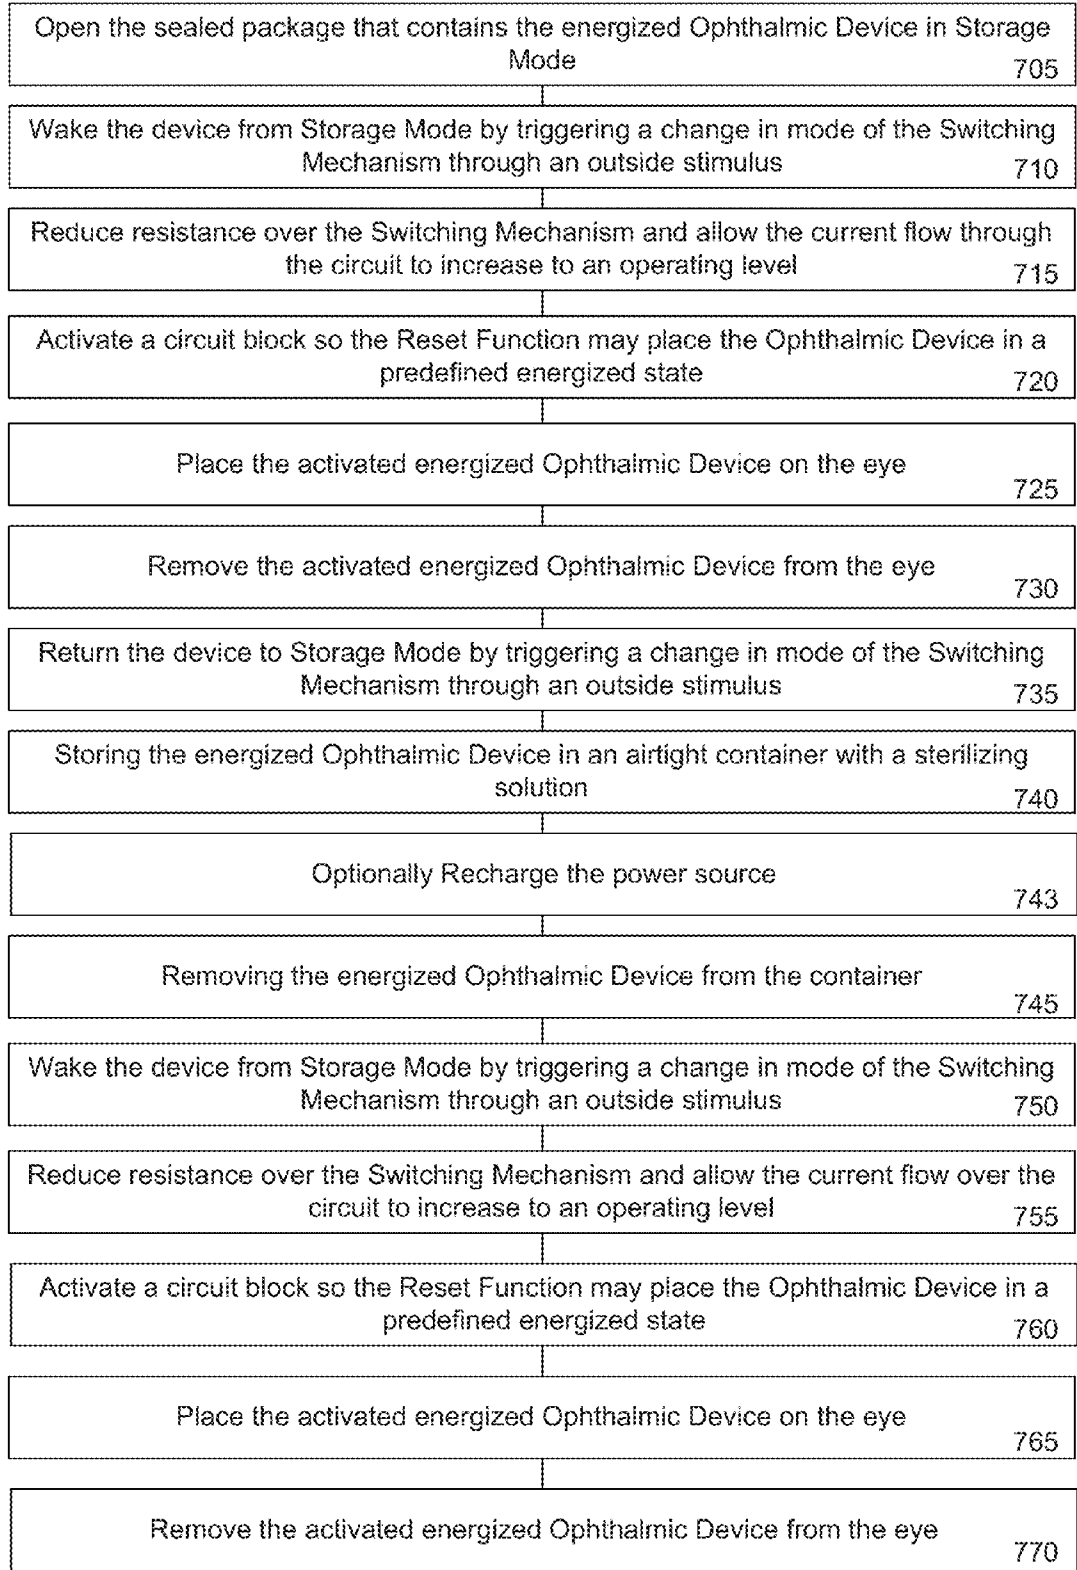 Open the sealed package that contains the energized Ophthalmic Device in Storage
Mode
705
Wake the device from Storage Mode by triggering a change in mode of the Switching
Mechanism through an outside stimulus
710
Reduce resistance over the Switching Mechanism and allow the current flow through
the circuit to increase to an operating level
715
Activate a circuit block so the Reset Function may place the Ophthalmic Device in a
predefined energized state
720
Place the activated energized Ophthalmic Device on the eye
725
Remove the activated energized Ophthalmic Device from the eye
730
Return the device to Storage Mode by triggering a change in mode of the Switching
Mechanism through an outside stimulus
735
Storing the energized Ophthalmic Device in an airtight container with a sterilizing
solution
740
Optionally Recharge the power source
743
Removing the energized Ophthalmic Device from the container
745
Wake the device from Storage Mode by triggering a change in mode of the Switching
Mechanism through an outside stimulus
750
Reduce resistance over the Switching Mechanism and allow the current flow over the
circuit to increase to an operating level
755
Activate a circuit block so the Reset Function may place the Ophthalmic Device in a
predefined energized state
760
Place the activated energized Ophthalmic Device on the eye
765
Remove the activated energized Ophthalmic Device from the eye
770